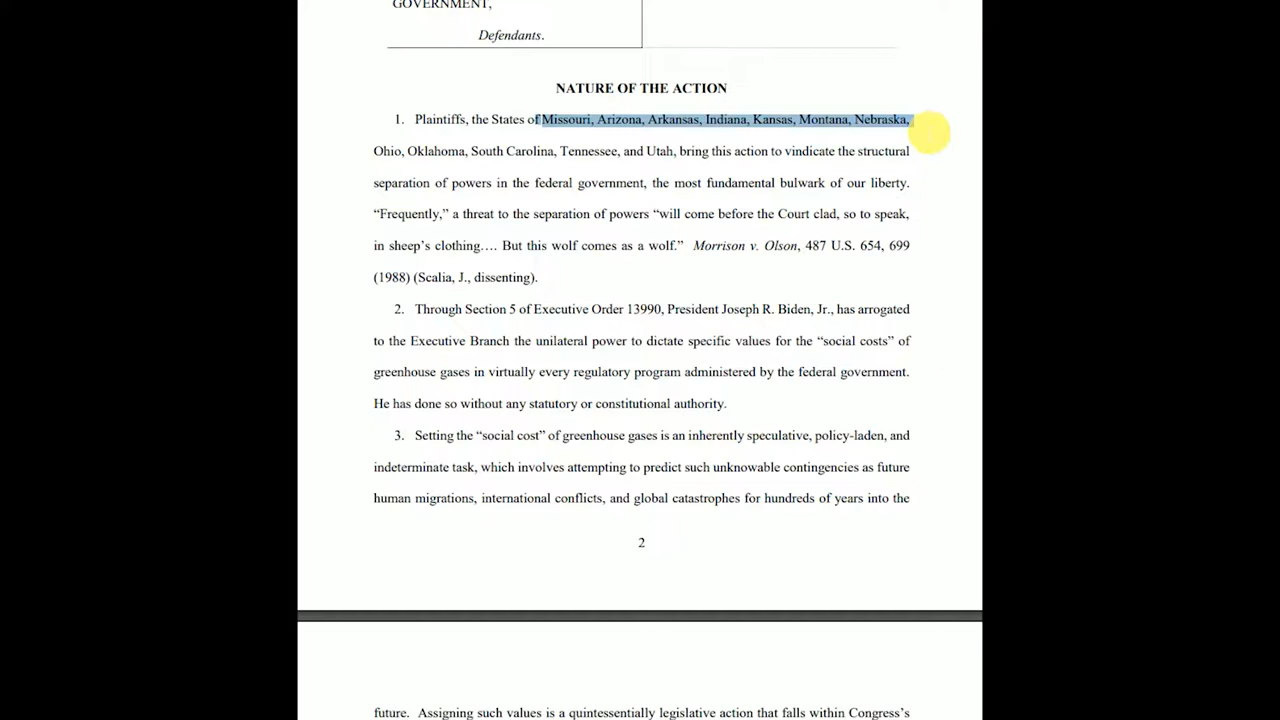 GOVERNMENT,
Defendants.
NATURE OF THE ACTION
1. Plaintiffs, the States of Missouri, Arizona, Arkansas, Indiana, Kansas, Montana, Nebraska,
Ohio, Oklahoma, South Carolina, Tennessee, and Utah, bring this action to vindicate the structural
separation of powers in the federal government, the most fundamental bulwark of our liberty.
“Frequently,” a threat to the separation of powers “will come before the Court clad, so to speak,
in sheep’s clothing…. But this wolf comes as a wolf.” Morrison v. Olson, 487 U.S. 654, 699
(1988) (Scalia, J., dissenting).
2. Through Section 5 of Executive Order 13990, President Joseph R. Biden, Jr., has arrogated
to the Executive Branch the unilateral power to dictate specific values for the “social costs” of
greenhouse gases in virtually every regulatory program administered by the federal government.
He has done so without any statutory or constitutional authority.
3. Setting the “social cost” of greenhouse gases is an inherently speculative, policy-laden, and
indeterminate task, which involves attempting to predict such unknowable contingencies as future
human migrations, international conflicts, and global catastrophes for hundreds of years into the
2
future. Assigning such values is a quintessentially legislative action that falls within Congress’s